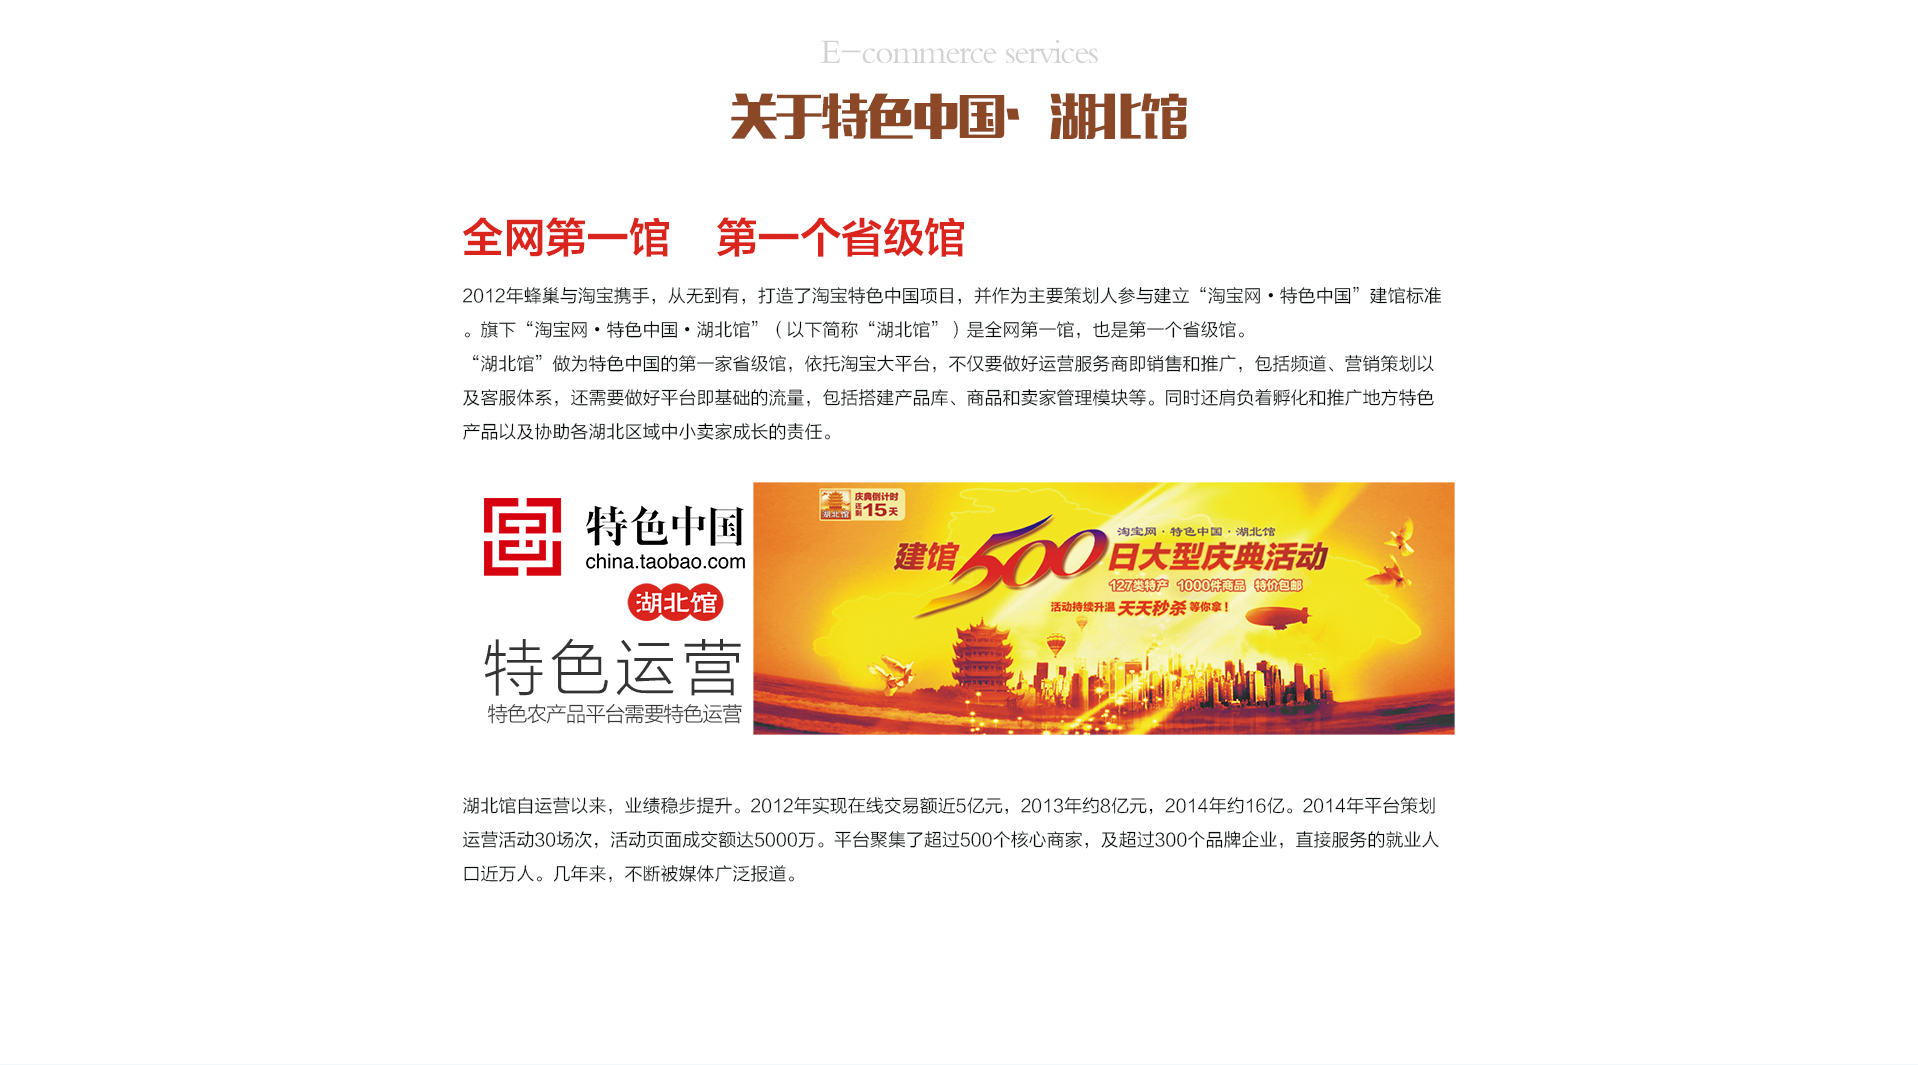 E-commerce services
关于特色中国· 湖北馆
全网第一馆 第一个省级馆
2012年蜂巢与淘宝携手，从无到有，打造了淘宝特色中国项目，并作为主要策划人参与建立“淘宝网·特色中国”建馆标准
。旗下“淘宝网·特色中国·湖北馆”（以下简称“湖北馆”）是全网第一馆，也是第一个省级馆。
“湖北馆”做为特色中国的第一家省级馆，依托淘宝大平台，不仅要做好运营服务商即销售和推广，包括频道、营销策划以
及客服体系，还需要做好平台即基础的流量，包括搭建产品库、商品和卖家管理模块等。同时还肩负着孵化和推广地方特色
产品以及协助各湖北区域中小卖家成长的责任。
特色中国
china.taobao.com
湖北馆
特色运营
特色农产品平台需要特色运营
湖北馆
庆典倒计时
还剩15天
淘宝网·特色中国·湖北馆
建馆500日大型庆典活动
127类特产 1000件商品 特价包邮
活动持续升温 天天秒杀 等你拿！
湖北馆自运营以来，业绩稳步提升。2012年实现在线交易额近5亿元，2013年约8亿元，2014年约16亿。2014年平台策划
运营活动30场次，活动页面成交额达5000万。平台聚集了超过500个核心商家，及超过300个品牌企业，直接服务的就业人
口近万人。几年来，不断被媒体广泛报道。